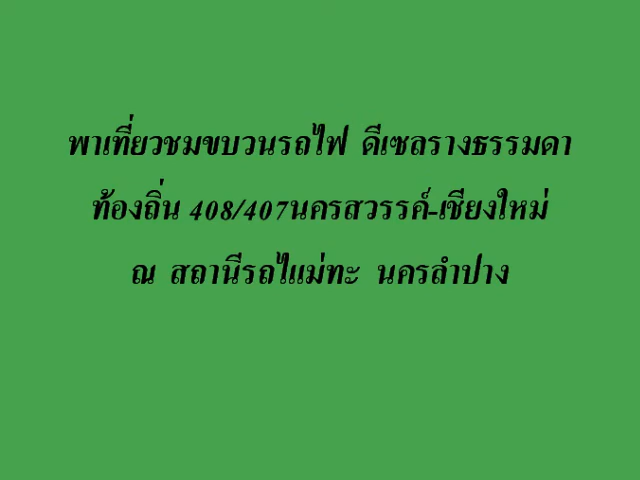 พาเที่ยวชมขบวนรถไฟ ดีเซลรางธรรมดา
ท้องถิ่น 408/407นครสวรรค์-เชียงใหม่
ณ สถานีรถไแม่ทะ นครลำปาง